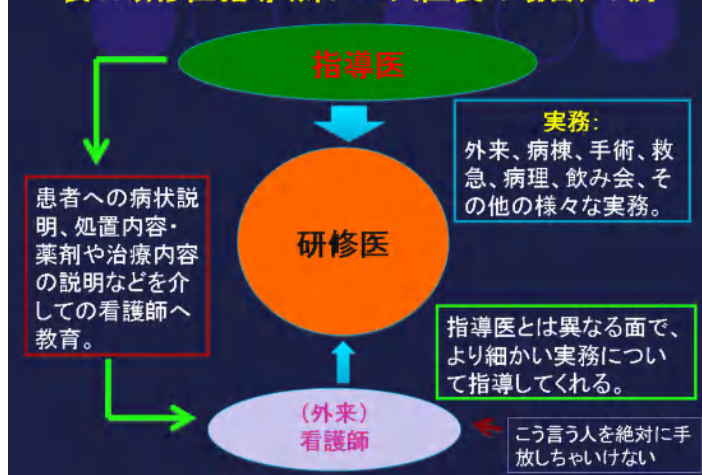 指導医
実務:
外来、病棟、手術、救
急、病理、飲み会、そ
の他の様々な実務。
患者への病状説
明、処置内容・
薬剤や治療内容
の説明などを介
しての看護師へ
教育。
研修医
指導医とは異なる面で、
より細かい実務につい
て指導してくれる。
(外来)
看護師
こう言う人を絶対に手
放しちゃいけない